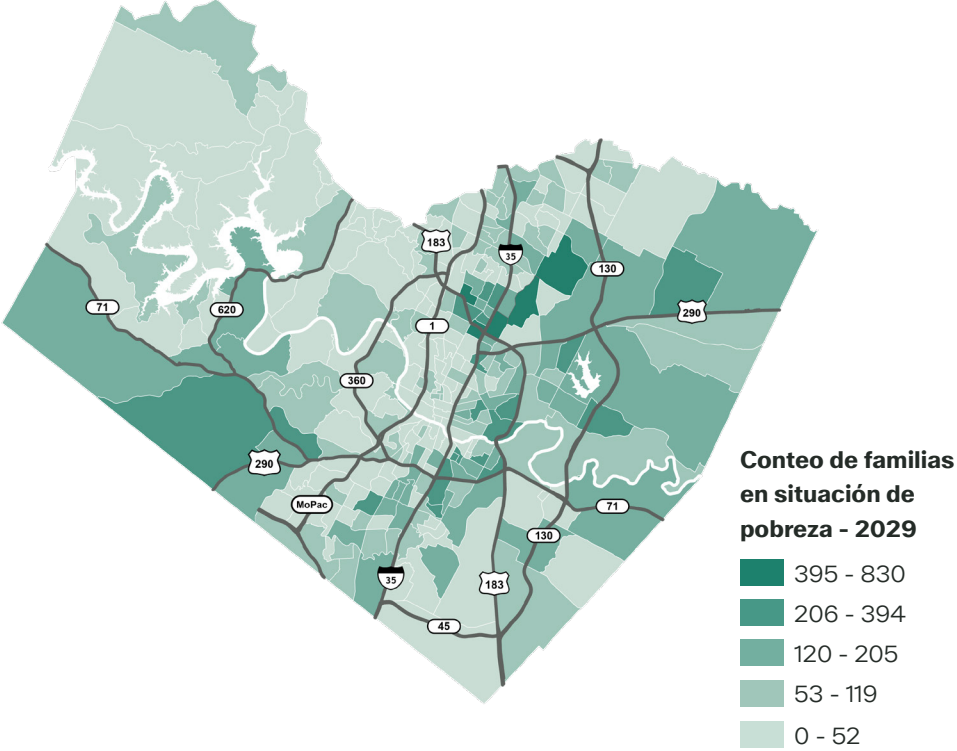 183
35
130
71
620
290
1
360
290
MoPac
71
130
35
183
45
Conteo de familias
en situación de
pobreza - 2029
395 - 830
206 - 394
120 - 205
53 - 119
0 - 52